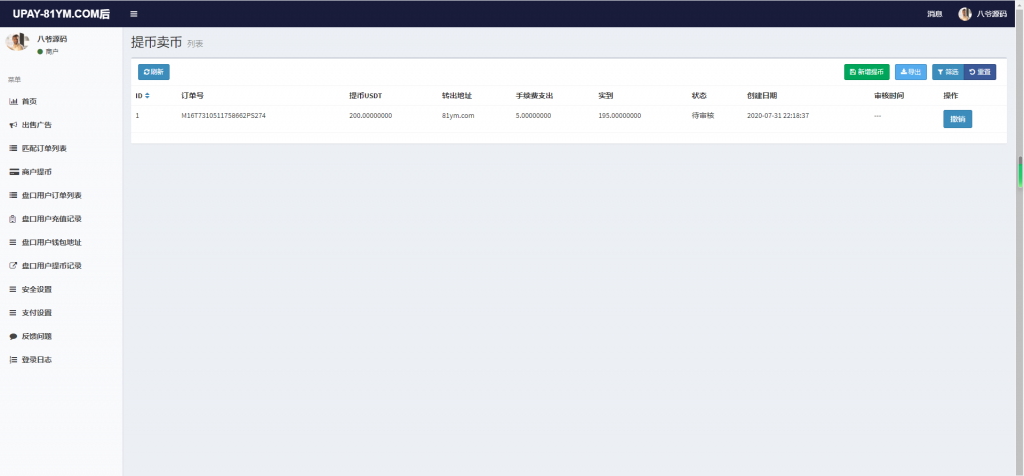 UPAY-81YM.COM后
消息
八爷源码
八爷源码
商户
菜单
首页
出售广告
匹配订单列表
商户提币
盘口用户订单列表
盘口用户充值记录
盘口用户钱包地址
盘口用户提币记录
安全设置
支付设置
反馈问题
登录日志
提币卖币 列表
刷新
新增提币 导出 筛选 重置
ID 订单号 提币USDT 转出地址 手续费支出 实到 状态 创建日期 审核时间 操作
1 M16T7310511758662PS274 200.00000000 81ym.com 5.00000000 195.00000000 待审核 2020-07-31 22:18:37 --- 撤销